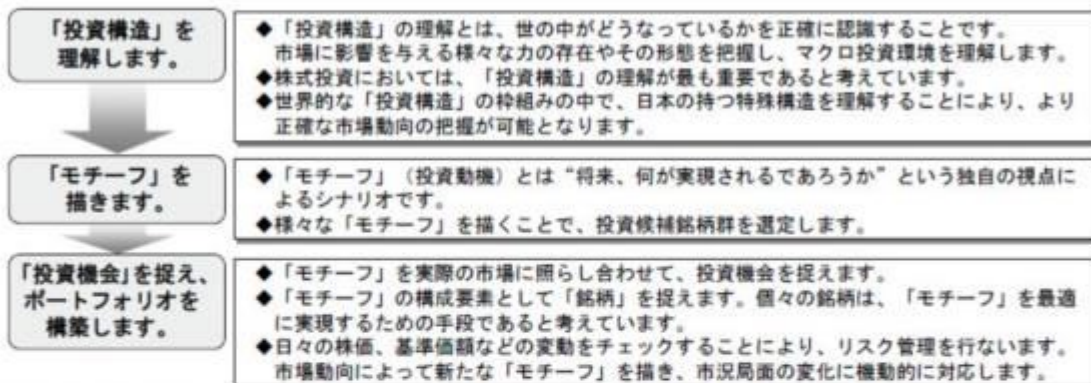 「投資構造」を
理解します。
◆「投資構造」の理解とは、世の中がどうなっているかを正確に認識することです。
市場に影響を与える様々な力の存在やその形態を把握し、マクロ投資環境を理解します。
◆株式投資においては、「投資構造」の理解が最も重要であると考えています。
◆世界的な「投資構造」の枠組みの中で、日本の持つ特殊構造を理解することにより、より
正確な市場動向の把握が可能となります。
「モチーフ」を
描きます。
◆「モチーフ」（投資動機）とは“将来、何が実現されるであろうか”という独自の視点に
よるシナリオです。
◆様々な「モチーフ」を描くことで、投資候補銘柄群を選定します。
「投資機会」を捉え、
ポートフォリオを
構築します。
◆「モチーフ」を実際の市場に照らし合わせて、投資機会を捉えます。
◆「モチーフ」の構成要素として「銘柄」を捉えます。個々の銘柄は、「モチーフ」を最適
に実現するための手段であると考えています。
◆日々の株価、基準価額などの変動をチェックすることにより、リスク管理を行ないます。
市場動向によって新たな「モチーフ」を描き、市況局面の変化に機動的に対応します。